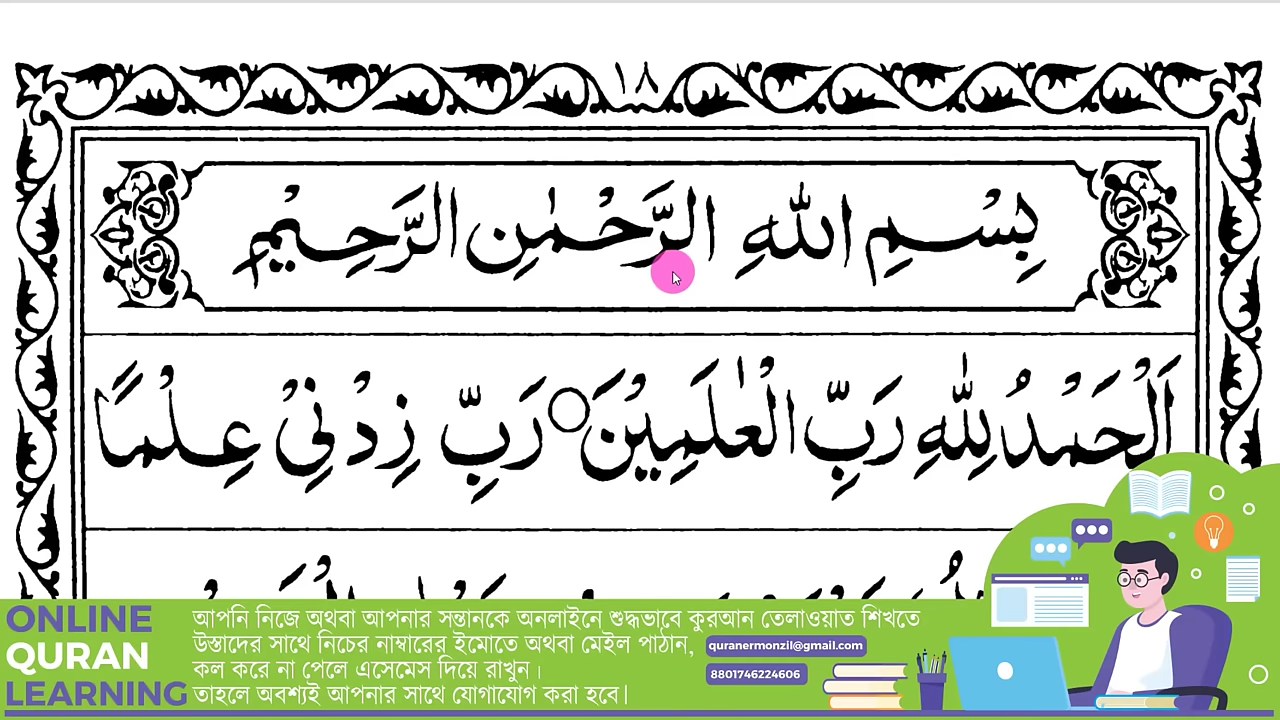 ١٨
بِسْمِ اللّٰهِ الرَّحْمٰنِ الرَّحِيْمِ
اَلْحَمْدُ لِلّٰهِ رَبِّ الْعٰلَمِيْنَ ○ رَبِّ زِدْنِيْ عِلْمًا
ONLINE
QURAN
LEARNING
আপনি নিজে অথবা আপনার সন্তানকে অনলাইনে শুদ্ধভাবে কুরআন তেলাওয়াত শিখতে
উস্তাদের সাথে নিচের নাম্বারের ইমোতে অথবা মেইল পাঠান,
কল করে না পেলে এসেমেস দিয়ে রাখুন।
তাহলে অবশ্যই আপনার সাথে যোগাযোগ করা হবে।
quranermonzil@gmail.com
8801746224606